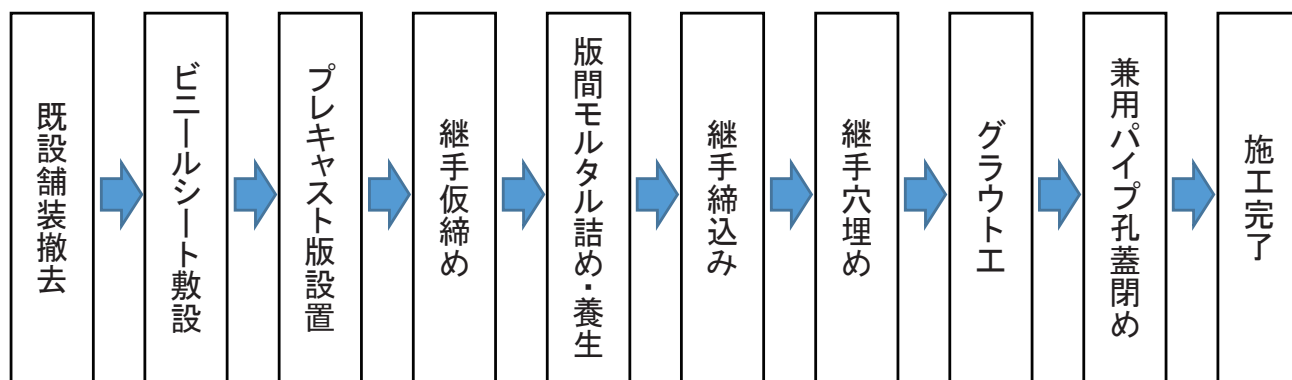 既設舗装撤去
ビニールシート敷設
プレキャスト版設置
継手仮締め
版間モルタル詰め・養生
継手締込み
継手穴埋め
グラウト工
兼用パイプ孔蓋閉め
施工完了